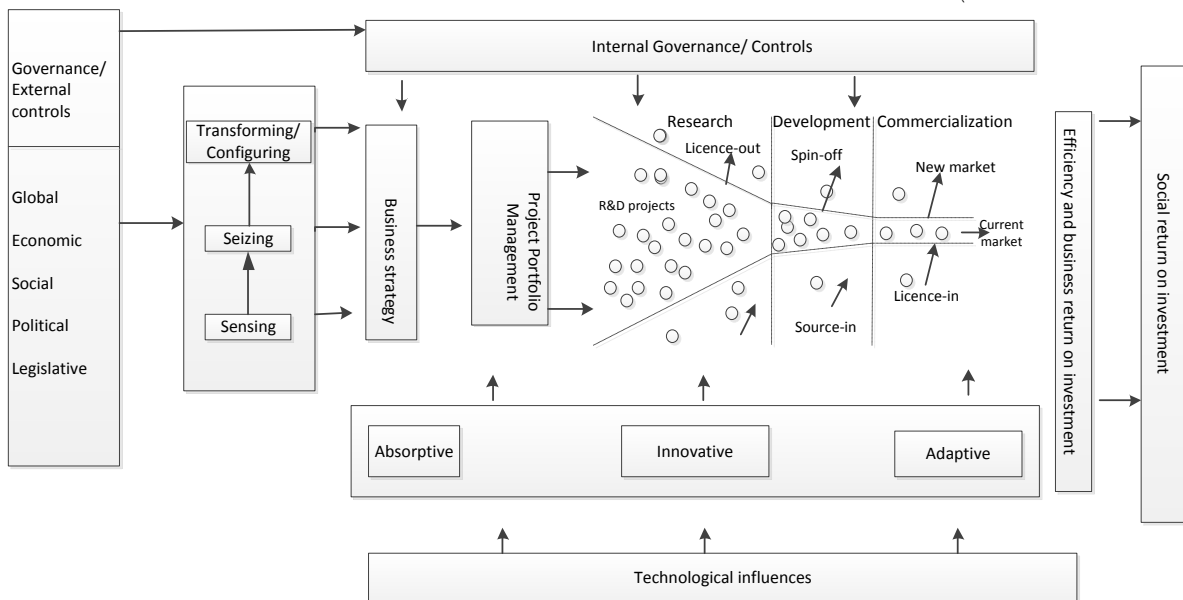 Governance/
External
controls
Global
Economic
Social
Political
Legislative
Transforming/
Configuring
Seizing
Sensing
Internal Governance/ Controls
Business strategy
Project Portfolio
Management
Research
Development
Commercialization
Licence-out
Spin-off
New market
R&D projects
Current
market
Licence-in
Source-in
Efficiency and business return on investment
Social return on investment
Absorptive
Innovative
Adaptive
Technological influences